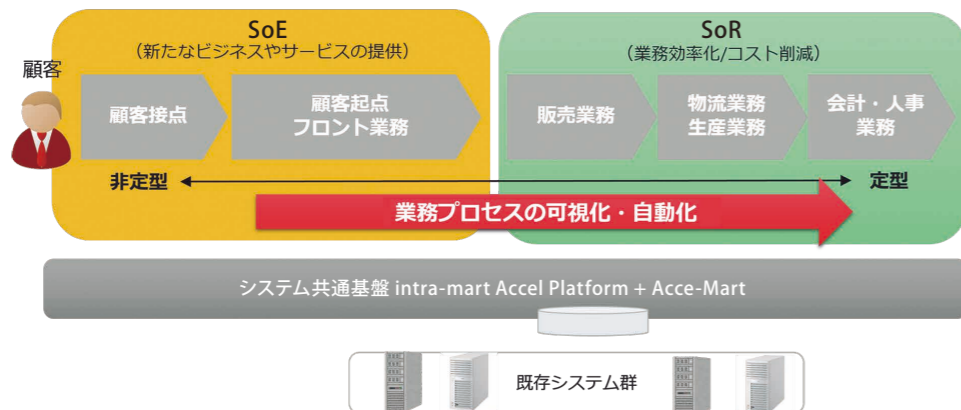 SoE
（新たなビジネスやサービスの提供）
SoR
（業務効率化/コスト削減）
顧客
顧客接点
顧客起点
フロント業務
販売業務
物流業務
生産業務
会計・人事
業務
非定型
定型
業務プロセスの可視化・自動化
システム共通基盤 intra-mart Accel Platform + Acce-Mart
既存システム群